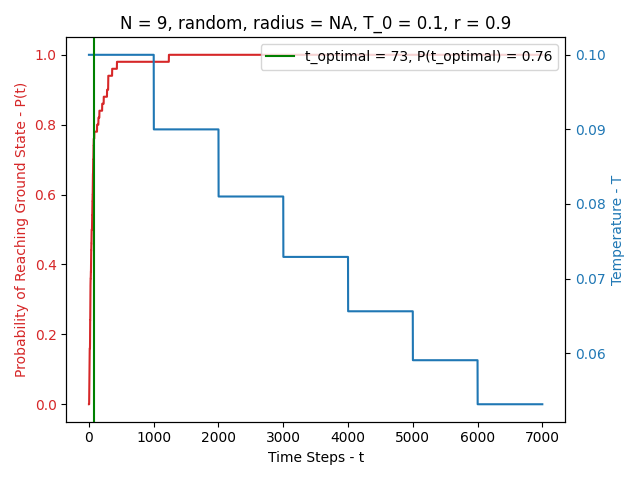 N = 9, random, radius = NA, T_0 = 0.1, r = 0.9
t_optimal = 73, P(t_optimal) = 0.76
Probability of Reaching Ground State - P(t)
1.0
0.8
0.6
0.4
0.2
0.0
0.10
0.09
0.08
0.07
0.06
Temperature - T
0 1000 2000 3000 4000 5000 6000 7000
Time Steps - t